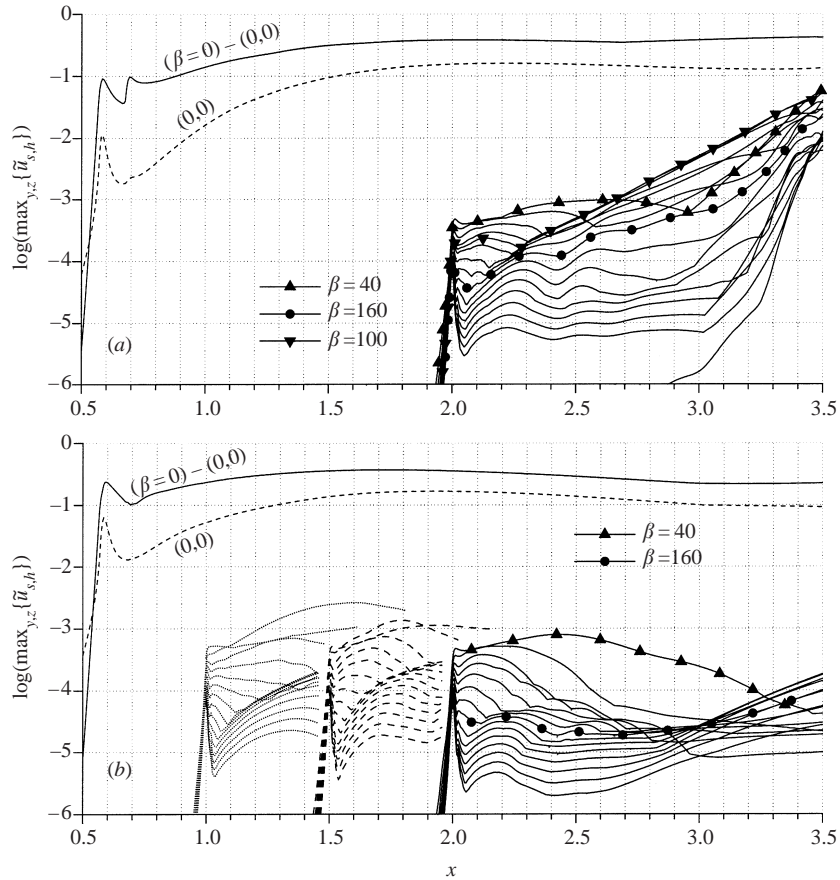 0
(β=0) – (0,0)
–1
(0,0)
–2
log(max_{y,z}{ũ_{s,h}})
–3
–4
β=40
–5
(a)
β=160
β=100
–6
0.5 1.0 1.5 2.0 2.5 3.0 3.5
0
(β=0) – (0,0)
–1
(0,0)
β=40
–2
β=160
log(max_{y,z}{ũ_{s,h}})
–3
–4
–5
(b)
–6
0.5 1.0 1.5 2.0 2.5 3.0 3.5
x